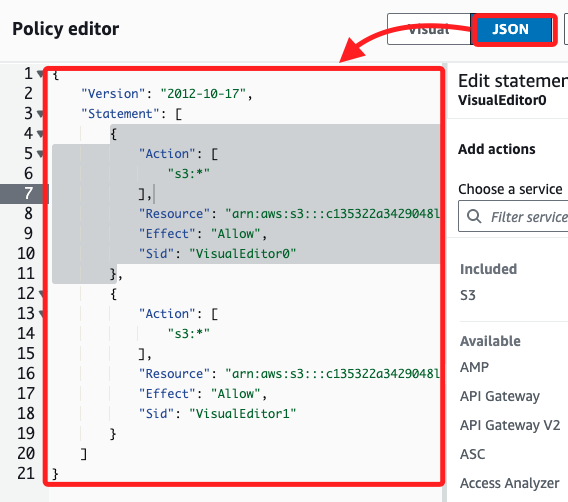 Policy editor
Visual
JSON
1 {
2 "Version": "2012-10-17",
3 "Statement": [
4 {
5 "Action": [
6 "s3:*"
7 ],
8 "Resource": "arn:aws:s3:::c135322a3429048l
9 "Effect": "Allow",
10 "Sid": "VisualEditor0"
11 },
12 {
13 "Action": [
14 "s3:*"
15 ],
16 "Resource": "arn:aws:s3:::c135322a3429048l
17 "Effect": "Allow",
18 "Sid": "VisualEditor1"
19 }
20 ]
21 }
Edit statemen
VisualEditor0
Add actions
Choose a service
Filter service
Included
S3
Available
AMP
API Gateway
API Gateway V2
ASC
Access Analyzer